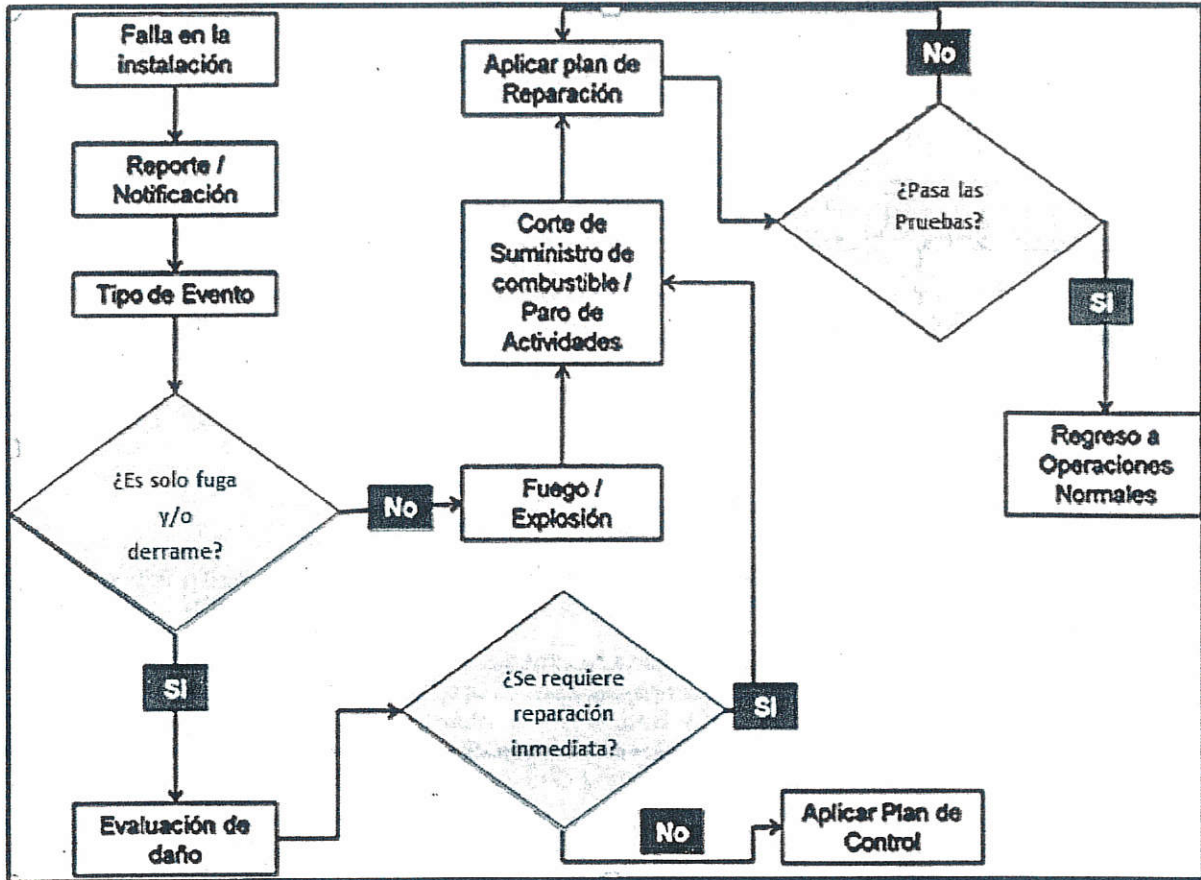 Falla en la
instalación
Reporte /
Notificación
Tipo de Evento
¿Es solo fuga
y/o
derrame?
No
Fuego /
Explosión
Si
Evaluación de
daño
¿Se requiere
reparación
inmediata?
Si
No
Aplicar Plan de
Control
Corte de
Suministro de
combustible /
Paro de
Actividades
Aplicar plan de
Reparación
¿Pasa las
Pruebas?
No
Si
Regreso a
Operaciones
Normales